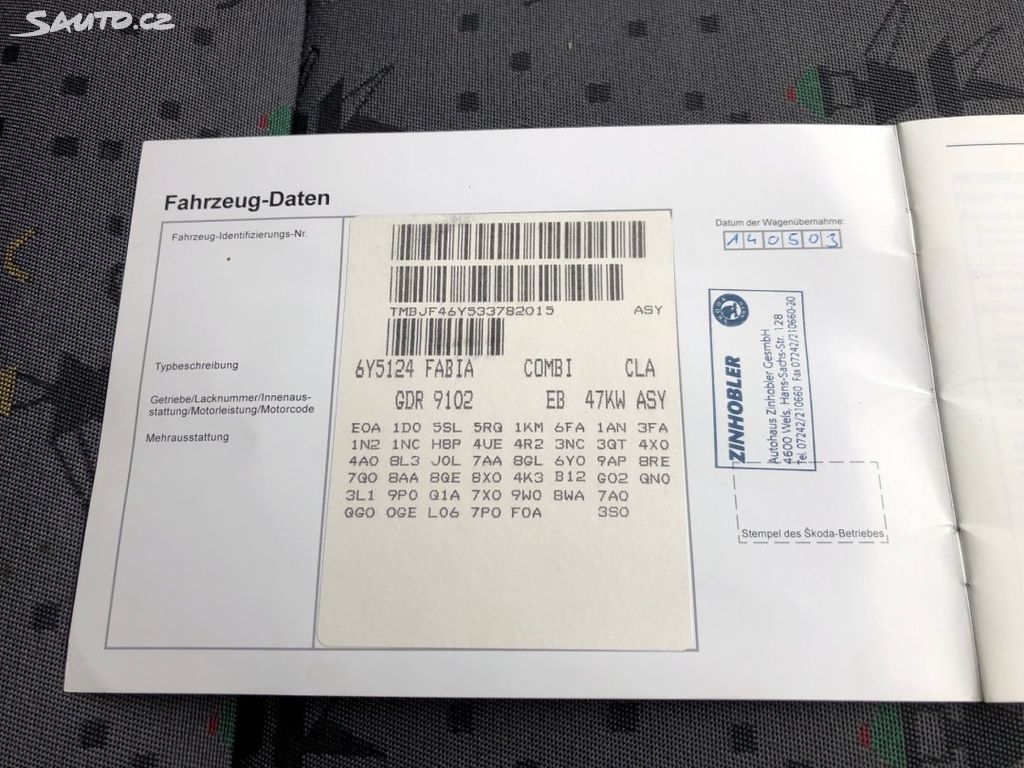 SAUTO.CZ
Fahrzeug-Daten
Fahrzeug-Identifizierungs-Nr.
TMBJF46Y533782015 ASY
Typbeschreibung
6Y5124 FABIA COMBI CLA
Getriebe/Lacknummer/Innenaus-
stattung/Motorleistung/Motorcode
GDR 9102 EB 47KW ASY
Mehrausstattung
E0A 1D0 5SL 5RQ 1KM 6FA 1AN 3FA
1N2 1NC H8P 4UE 4R2 3NC 3QT 4X0
4A0 8L3 J0L 7AA 8GL 6Y0 9AP 8RE
7Q0 8AA 8QE 8X0 4K3 B12 G02 QN0
3L1 9P0 Q1A 7X0 9W0 8WA 7A0
QG0 0GE L06 7P0 F0A 3S0
Datum der Wagenübernahme:
140503
ZINHOBLER
Autohaus Zinhobler GesmbH
4600 Wels, Hans-Sachs-Str. 128
Tel. 07242/210660 Fax 07242/210660-20
Stempel des Škoda-Betriebes